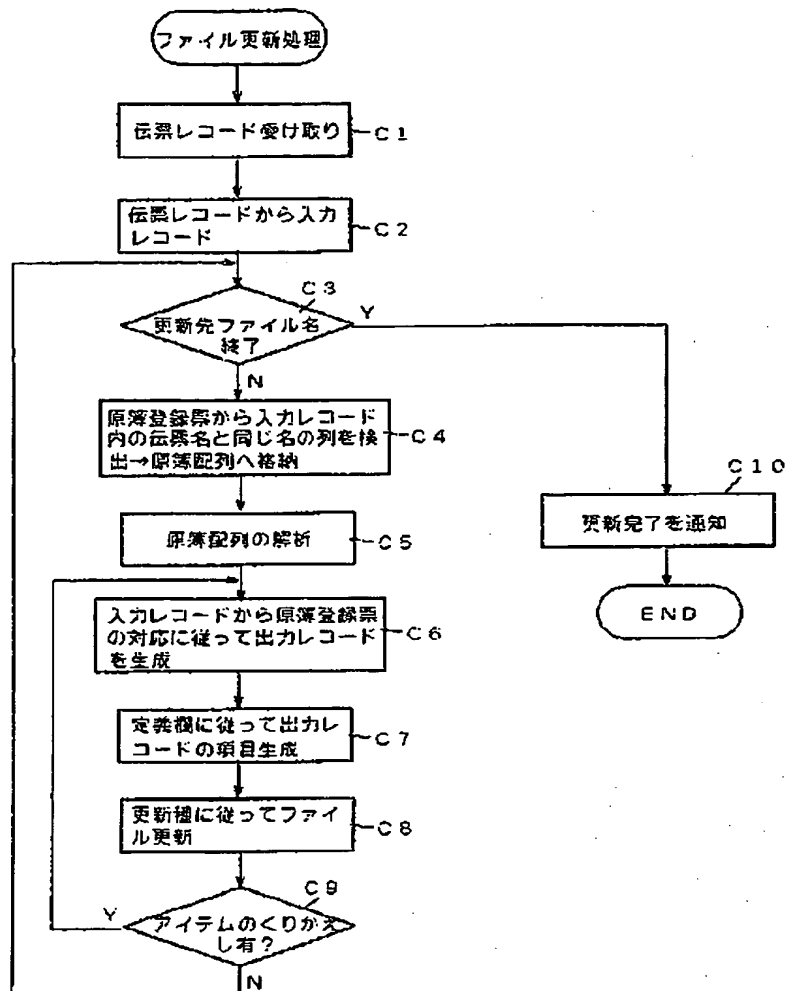 ファイル更新処理
伝票レコード受け取り
C1
伝票レコードから入力
レコード
C2
C3
Y
更新先ファイル名
終了
N
原簿登録票から入力レコード
内の伝票名と同じ名の列を検
出→原簿配列へ格納
C4
C10
更新完了を通知
原簿配列の解析
C5
END
入力レコードから原簿登録票
の対応に従って出力レコード
を生成
C6
定義欄に従って出力レ
コードの項目生成
C7
更新種に従ってファイ
ル更新
C8
C9
Y
アイテムのくりかえ
し有?
N